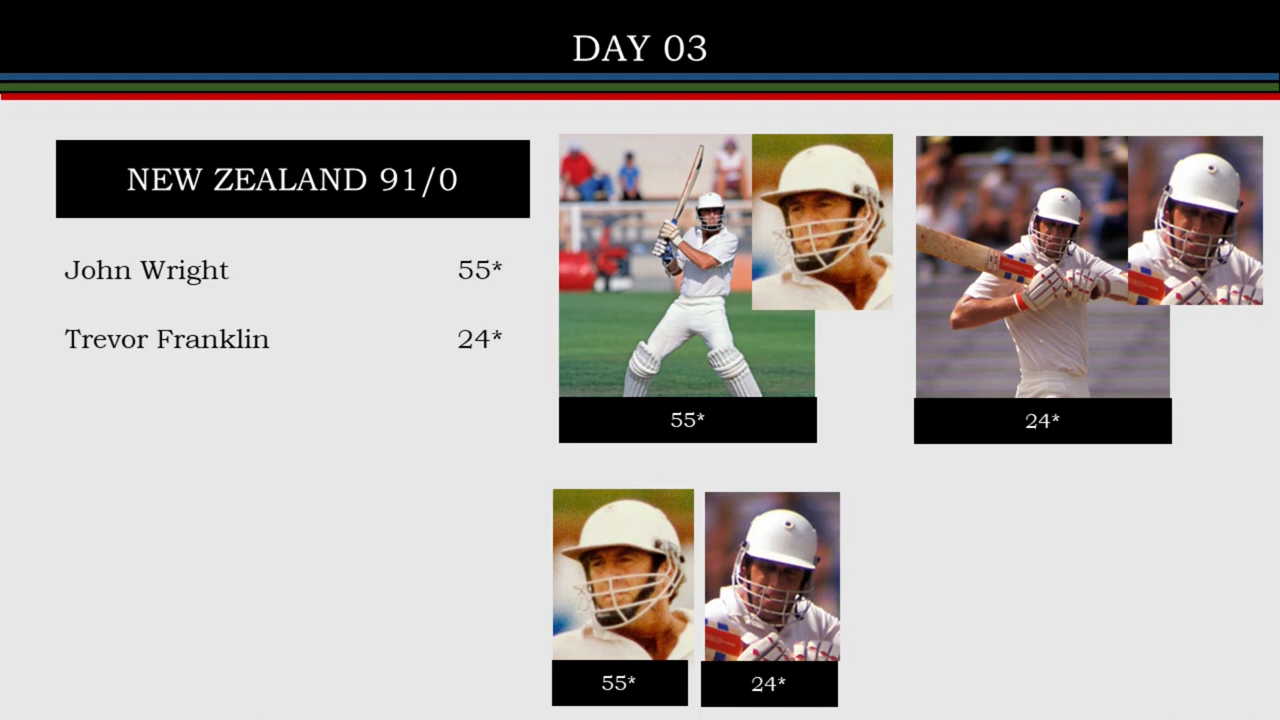 DAY 03
NEW ZEALAND 91/0
John Wright 55*
Trevor Franklin 24*
55*
24*
55*
24*